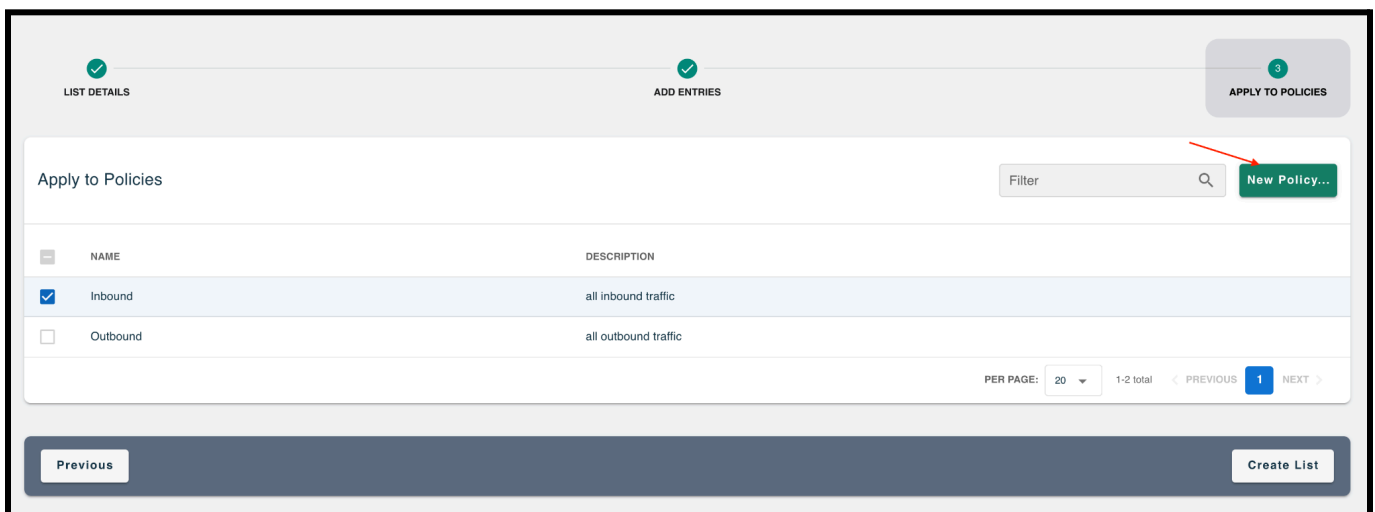 3
LIST DETAILS
ADD ENTRIES
APPLY TO POLICIES
Apply to Policies
Filter
New Policy...
NAME
DESCRIPTION
Inbound
all inbound traffic
Outbound
all outbound traffic
PER PAGE: 20 1-2 total PREVIOUS 1 NEXT
Previous
Create List